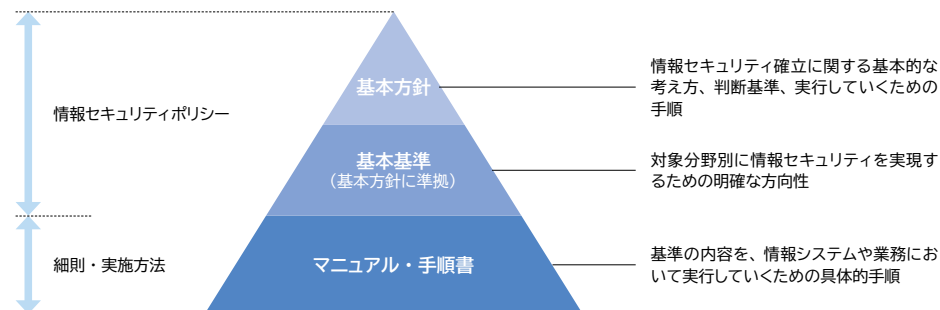 情報セキュリティポリシー
細則・実施方法
基本方針
基本基準
（基本方針に準拠）
マニュアル・手順書
情報セキュリティ確立に関する基本的な
考え方、判断基準、実行していくための
手順
対象分野別に情報セキュリティを実現す
るための明確な方向性
基準の内容を、情報システムや業務にお
いて実行していくための具体的手順